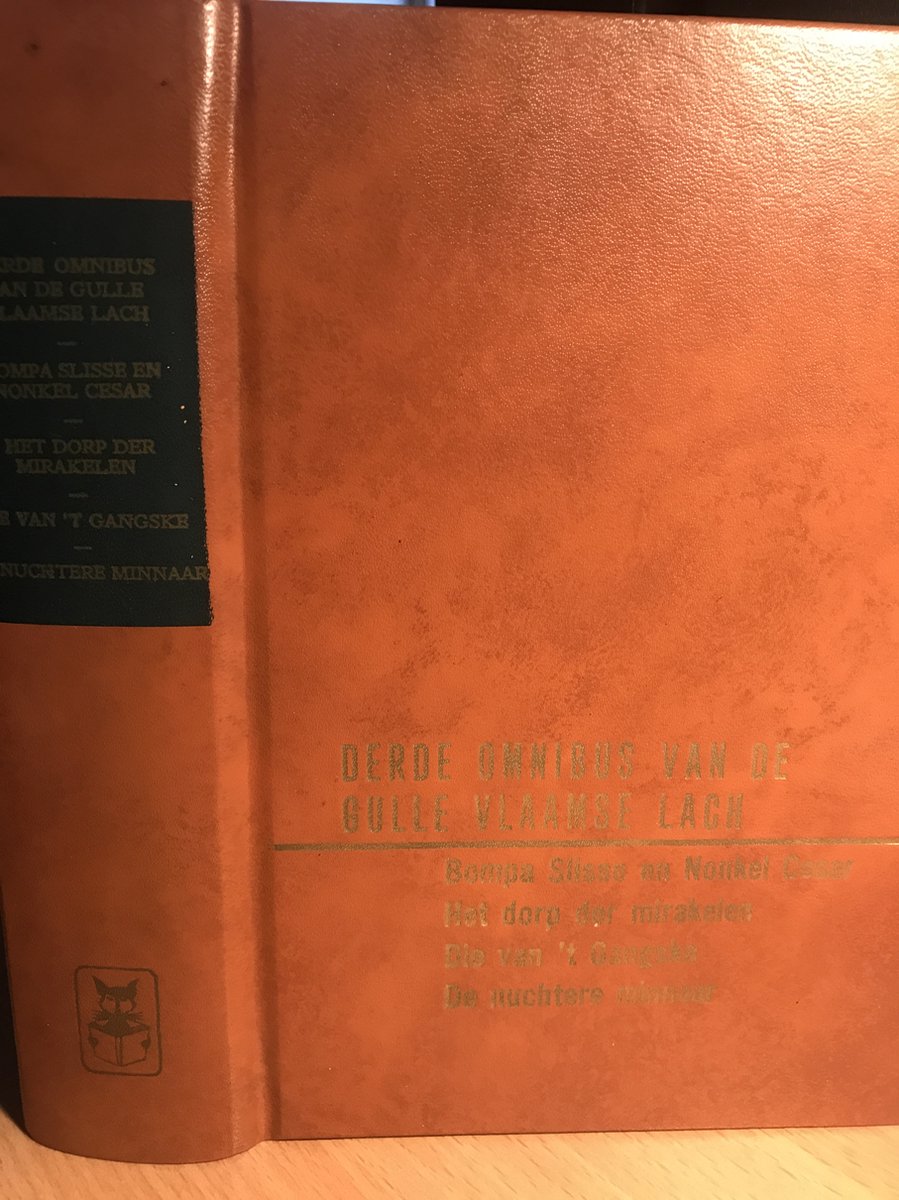 RDE OMNIBUS
AN DE GULLE
LAAMSE LACH
OMPA SLISSE EN
NONKEL CESAR
HET DORP DER
MIRAKELEN
E VAN 'T GANGSKE
NUCHTERE MINNAAR
DERDE OMNIBUS VAN DE
GULLE VLAAMSE LACH
Bompa Slisse en Nonkel Cesar
Het dorp der mirakelen
Die van 't Gangske
De nuchtere minnaar